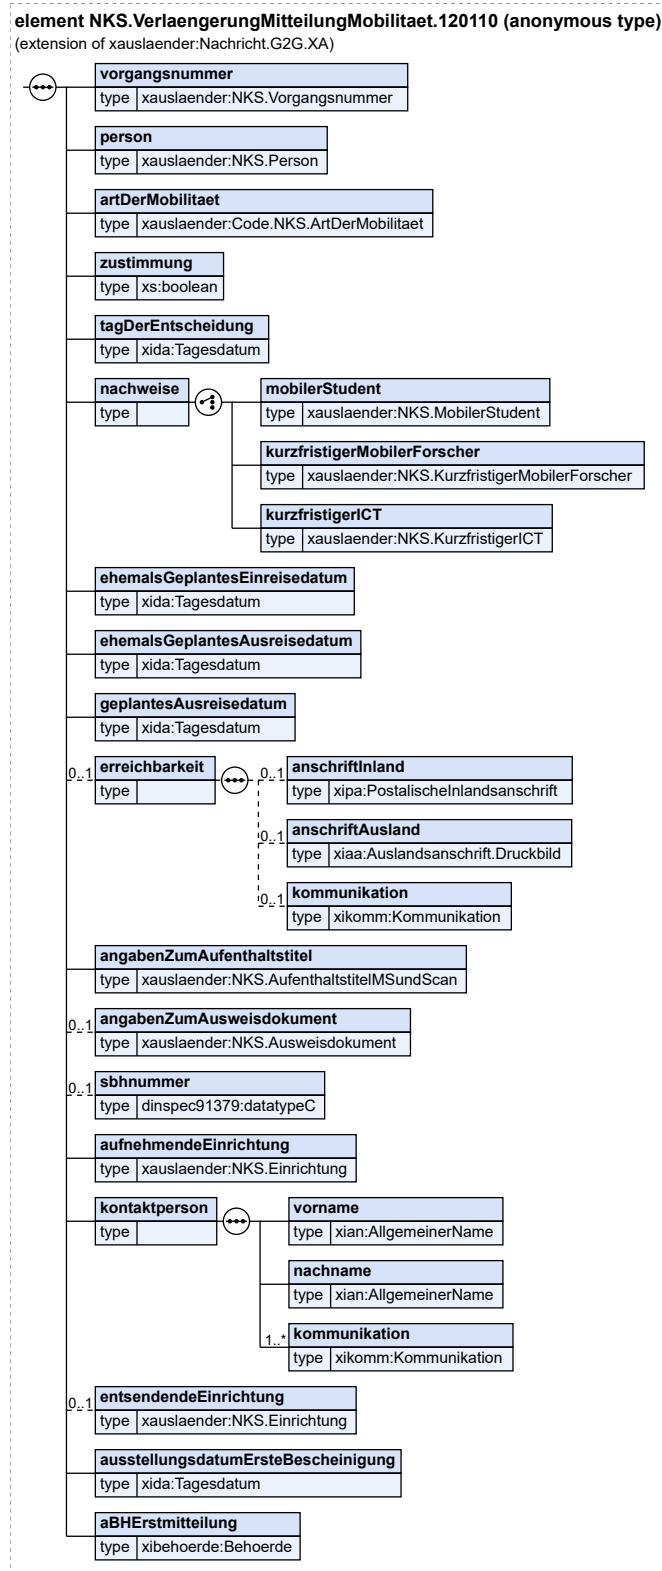 element NKS.VerlaengerungMitteilungMobilitaet.120110 (anonymous type)
(extension of xauslaender:Nachricht.G2G.XA)
vorgangsnummer
type xauslaender:NKS.Vorgangsnummer
person
type xauslaender:NKS.Person
artDerMobilitaet
type xauslaender:Code.NKS.ArtDerMobilitaet
zustimmung
type xs:boolean
tagDerEntscheidung
type xida:Tagesdatum
nachweise
type
mobilerStudent
type xauslaender:NKS.MobilerStudent
kurzfristigerMobilerForscher
type xauslaender:NKS.KurzfristigerMobilerForscher
kurzfristigerICT
type xauslaender:NKS.KurzfristigerICT
ehemalsGeplantesEinreisedatum
type xida:Tagesdatum
ehemalsGeplantesAusreisedatum
type xida:Tagesdatum
geplantesAusreisedatum
type xida:Tagesdatum
0..1 erreichbarkeit
type
0..1 anschriftInland
type xipa:PostalischeInlandsanschrift
0..1 anschriftAusland
type xiaa:Auslandsanschrift.Druckbild
0..1 kommunikation
type xikomm:Kommunikation
angabenZumAufenthaltstitel
type xauslaender:NKS.AufenthaltstitelMSundScan
0..1 angabenZumAusweisdokument
type xauslaender:NKS.Ausweisdokument
0..1 sbhnummer
type dinspec91379:datatypeC
aufnehmendeEinrichtung
type xauslaender:NKS.Einrichtung
kontaktperson
type
vorname
type xian:AllgemeinerName
nachname
type xian:AllgemeinerName
1..* kommunikation
type xikomm:Kommunikation
0..1 entsendendeEinrichtung
type xauslaender:NKS.Einrichtung
ausstellungsdatumErsteBescheinigung
type xida:Tagesdatum
aBHErstmitteilung
type xibehoerde:Behoerde